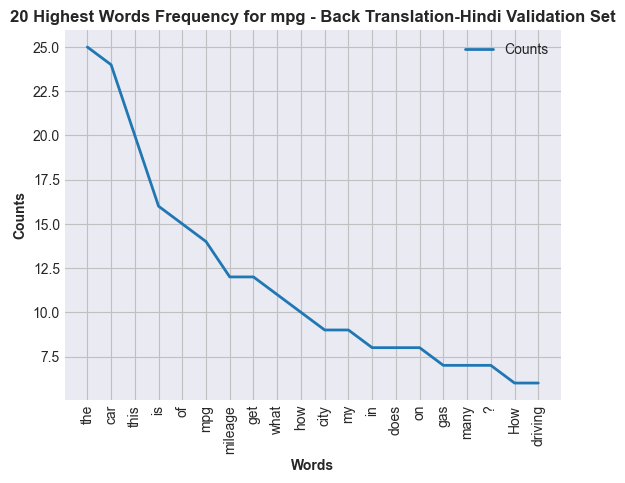 20 Highest Words Frequency for mpg - Back Translation-Hindi Validation Set
Counts
25.0
22.5
20.0
17.5
15.0
12.5
10.0
7.5
Counts
the
car
this
is
of
mpg
mileage
get
what
how
city
my
in
does
on
gas
many
?
How
driving
Words